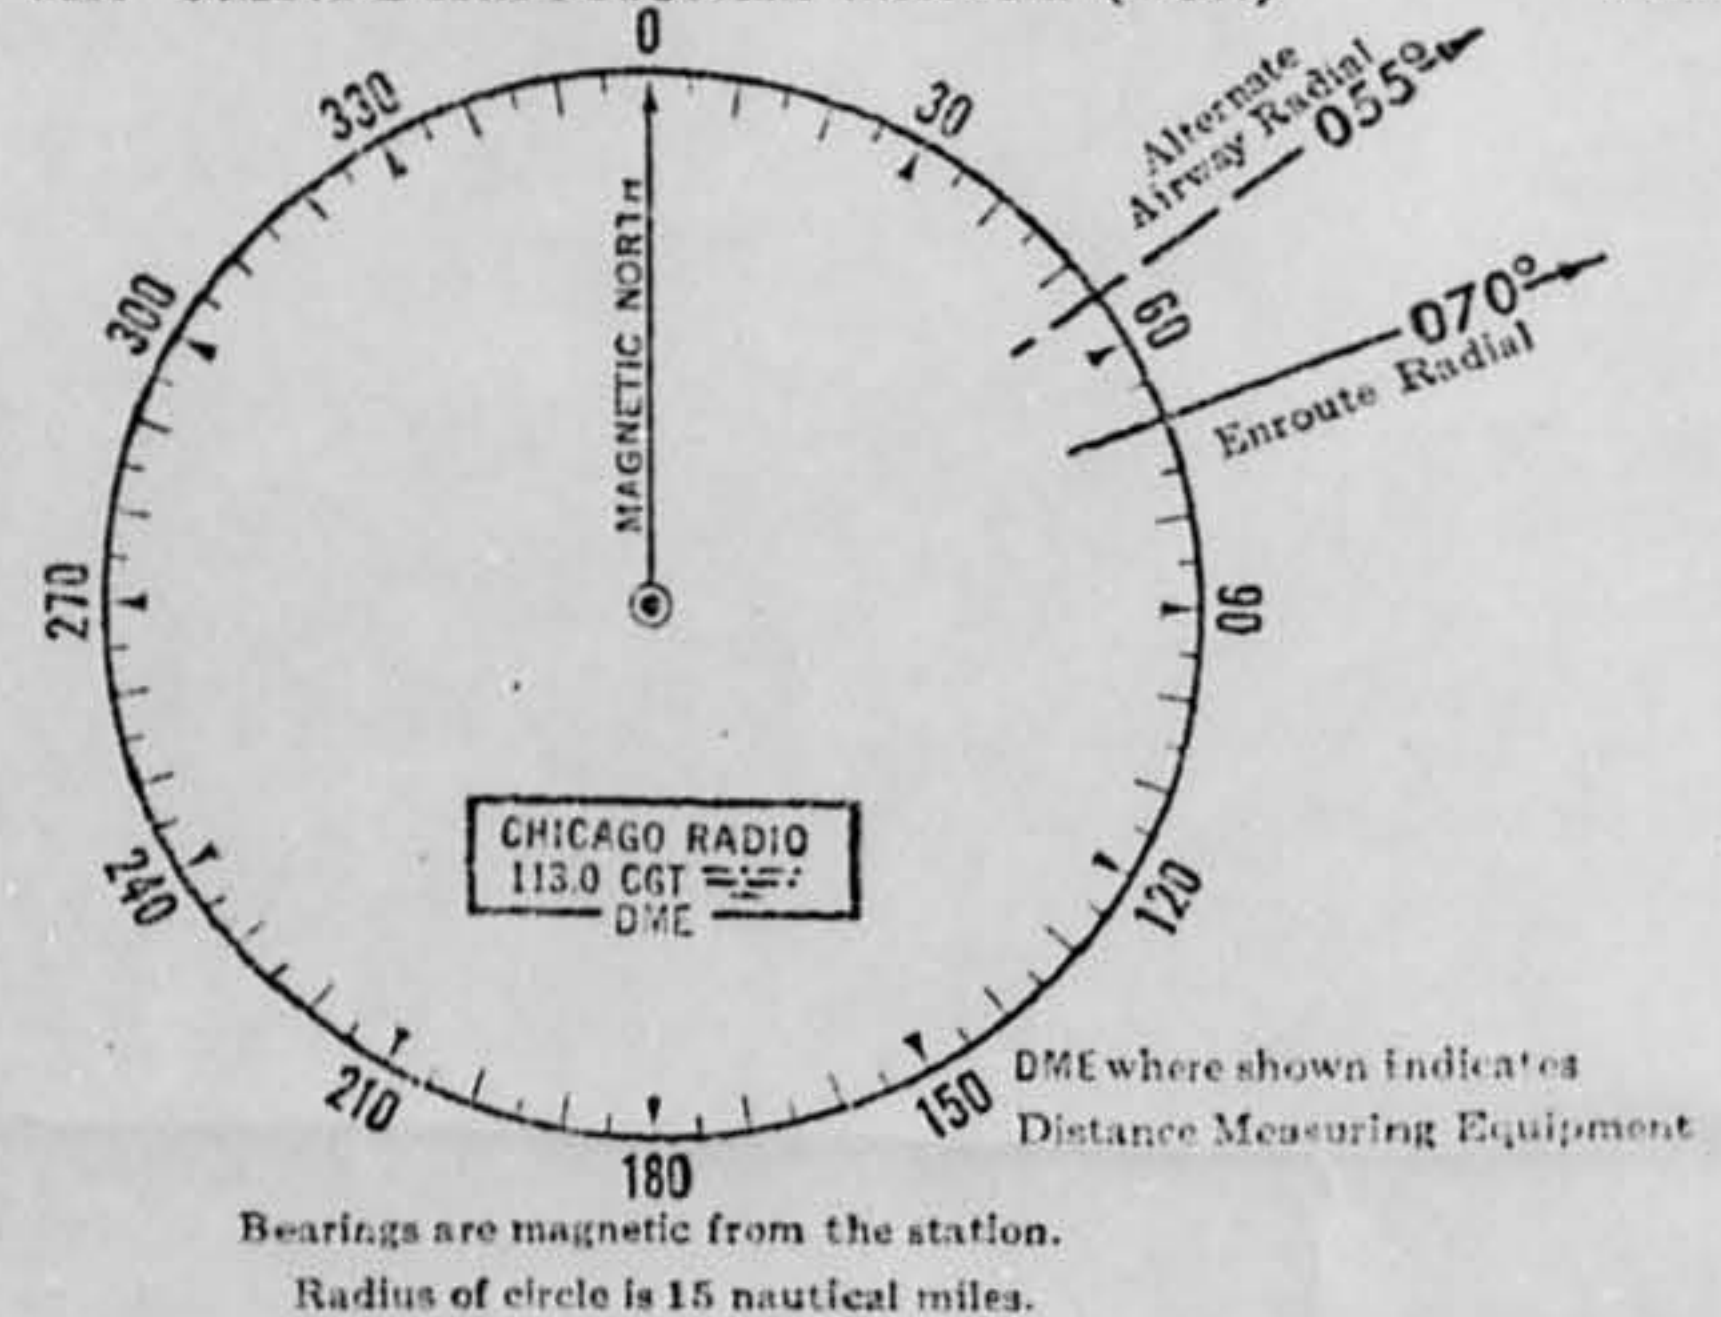 0
30
60
90
120
150
180
210
240
270
300
330
MAGNETIC NORTH
Alternate
Airway Radial
055°
070°
Enroute Radial
CHICAGO RADIO
113.0 CGT
DME
DME where shown indicates
Distance Measuring Equipment
Bearings are magnetic from the station.
Radius of circle is 15 nautical miles.